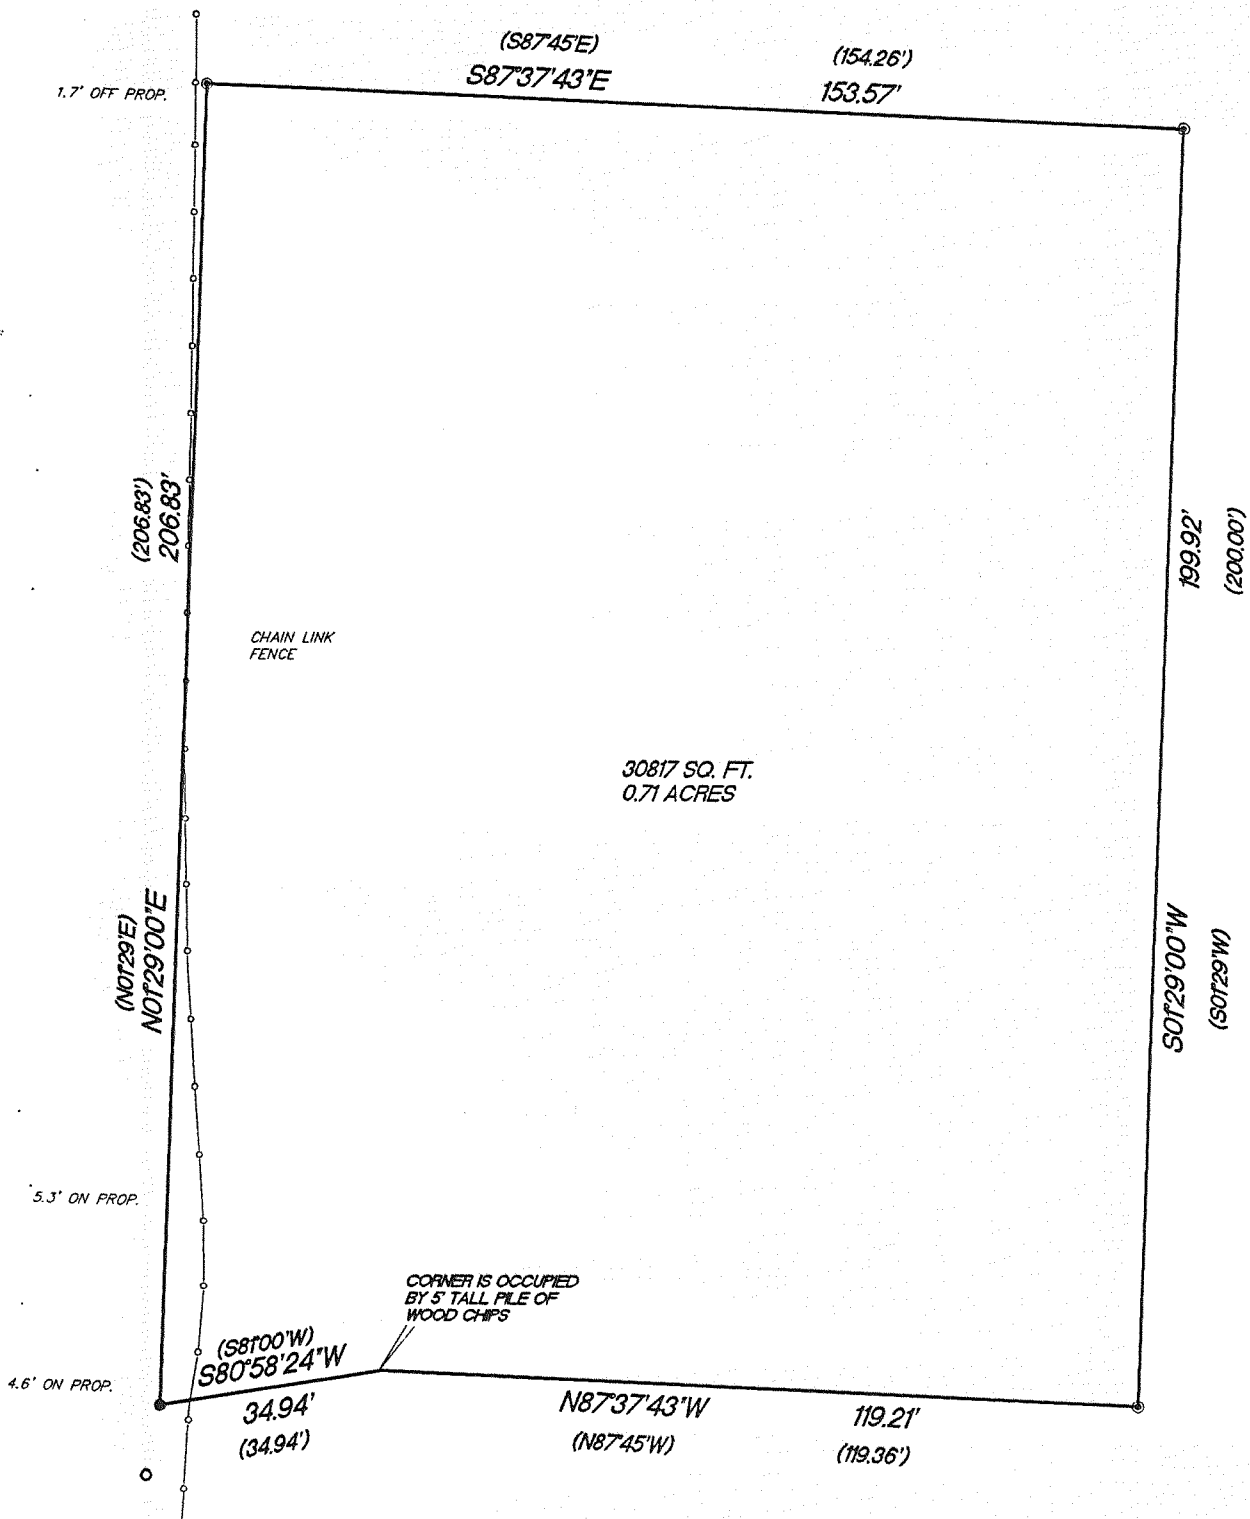 (S87°45'E)
S87°37'43"E
(154.26')
153.57'
1.7' OFF PROP.
(206.83')
206.83'
199.92'
(200.00')
CHAIN LINK
FENCE
30817 SQ. FT.
0.71 ACRES
(N01°29'E)
N01°29'00"E
S01°29'00"W
(S01°29'W)
5.3' ON PROP.
CORNER IS OCCUPIED
BY 5' TALL PILE OF
WOOD CHIPS
(S81°00'W)
S80°58'24"W
4.6' ON PROP.
34.94'
(34.94')
N87°37'43"W
(N87°45'W)
119.21'
(119.36')